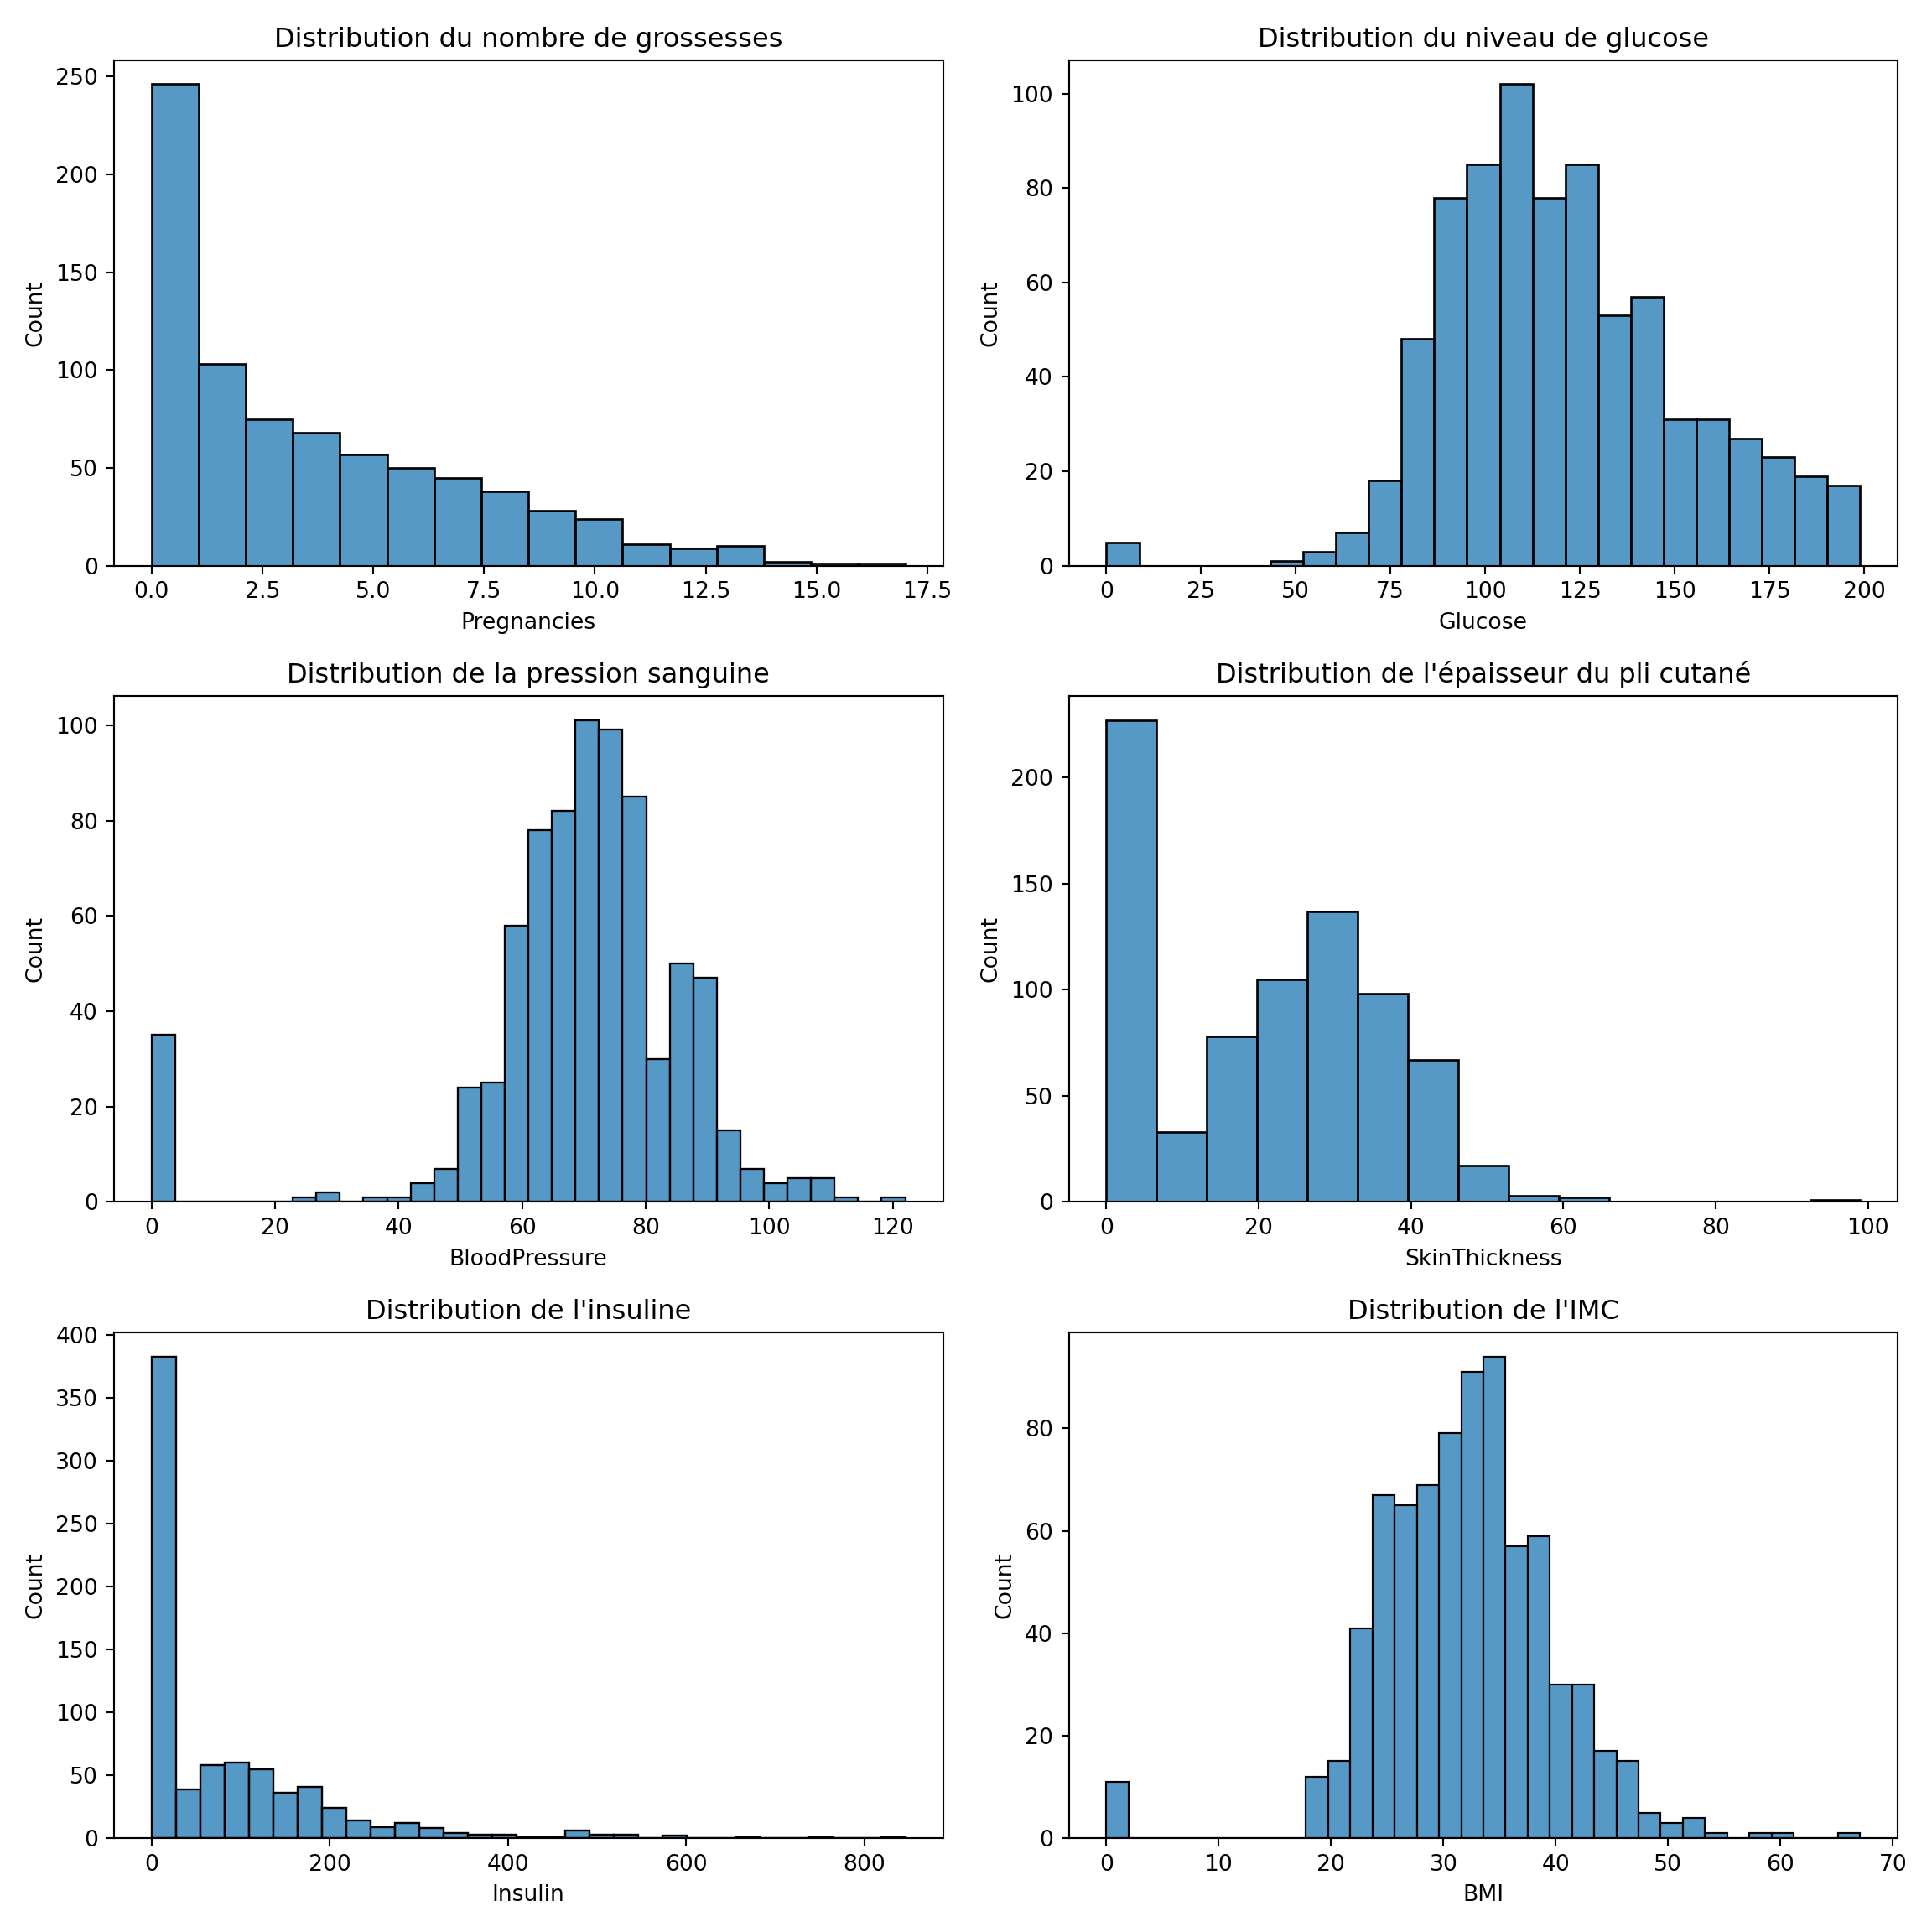 Distribution du nombre de grossesses
250
200
150
100
50
0
Count
0.0 2.5 5.0 7.5 10.0 12.5 15.0 17.5
Pregnancies
Distribution du niveau de glucose
100
80
60
40
20
0
Count
0 25 50 75 100 125 150 175 200
Glucose
Distribution de la pression sanguine
100
80
60
40
20
0
Count
0 20 40 60 80 100 120
BloodPressure
Distribution de l'épaisseur du pli cutané
200
150
100
50
0
Count
0 20 40 60 80 100
SkinThickness
Distribution de l'insuline
400
350
300
250
200
150
100
50
0
Count
0 200 400 600 800
Insulin
Distribution de l'IMC
80
60
40
20
0
Count
0 10 20 30 40 50 60 70
BMI